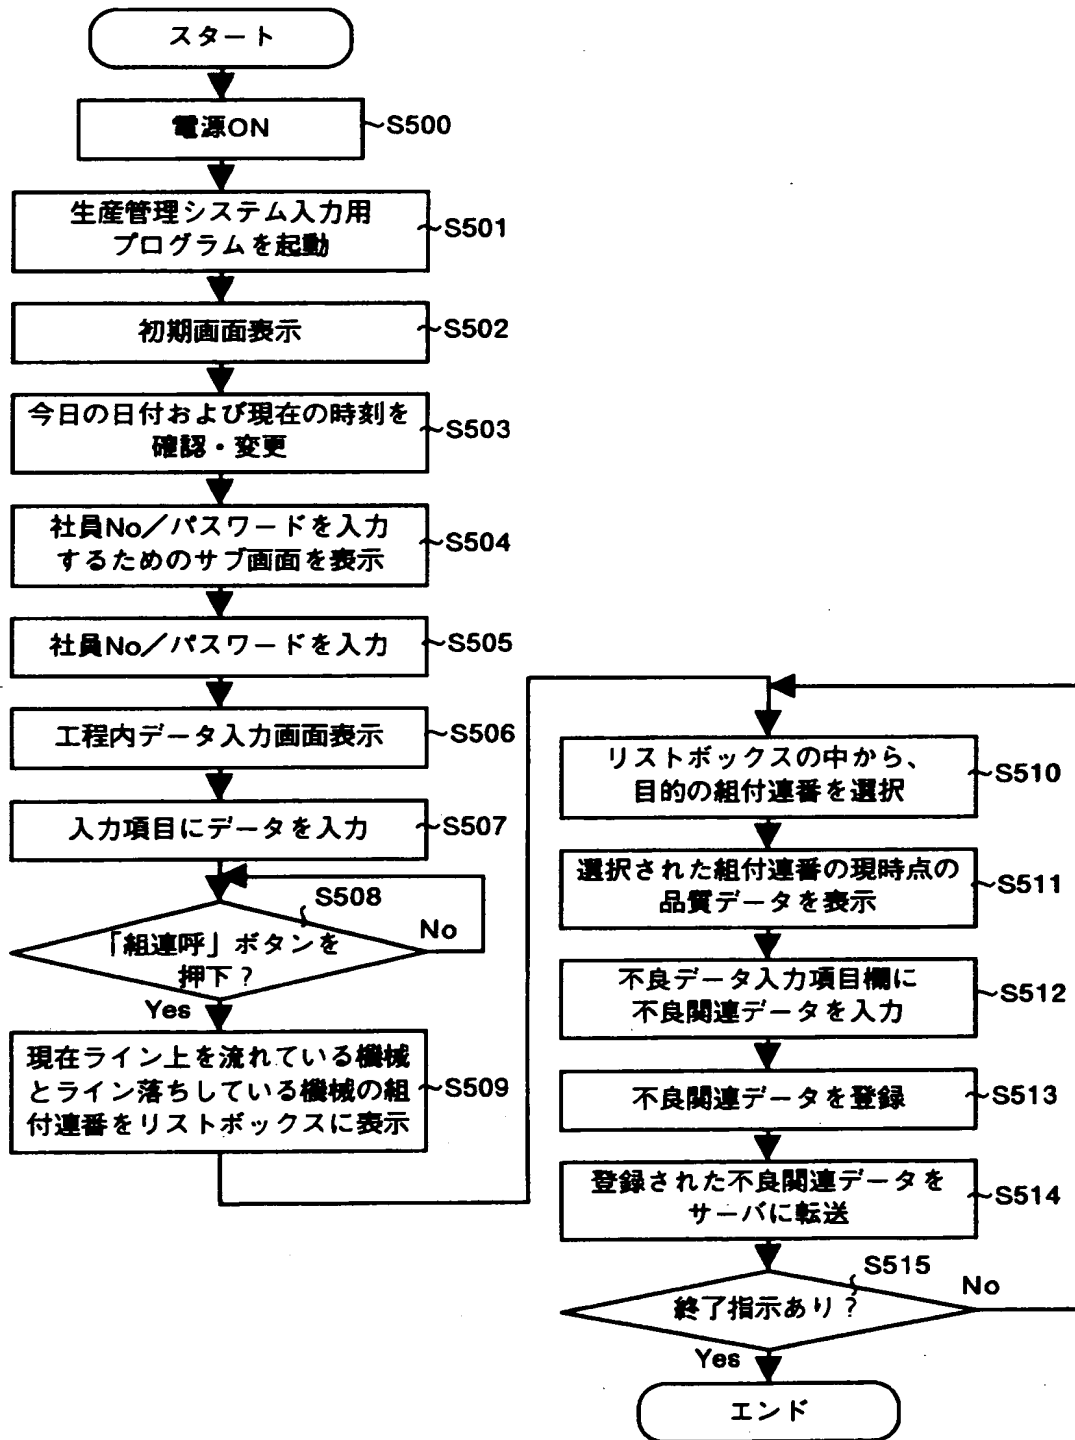 スタート
電源ON
~S500
生産管理システム入力用
プログラムを起動
~S501
初期画面表示
~S502
今日の日付および現在の時刻を
確認・変更
~S503
社員No／パスワードを入力
するためのサブ画面を表示
~S504
社員No／パスワードを入力
~S505
工程内データ入力画面表示
~S506
入力項目にデータを入力
~S507
S508
「組連呼」ボタンを
押下？
No
Yes
現在ライン上を流れている機械
とライン落ちしている機械の組
付連番をリストボックスに表示
~S509
リストボックスの中から、
目的の組付連番を選択
~S510
選択された組付連番の現時点の
品質データを表示
~S511
不良データ入力項目欄に
不良関連データを入力
~S512
不良関連データを登録
~S513
登録された不良関連データを
サーバに転送
~S514
S515
終了指示あり？
No
Yes
エンド